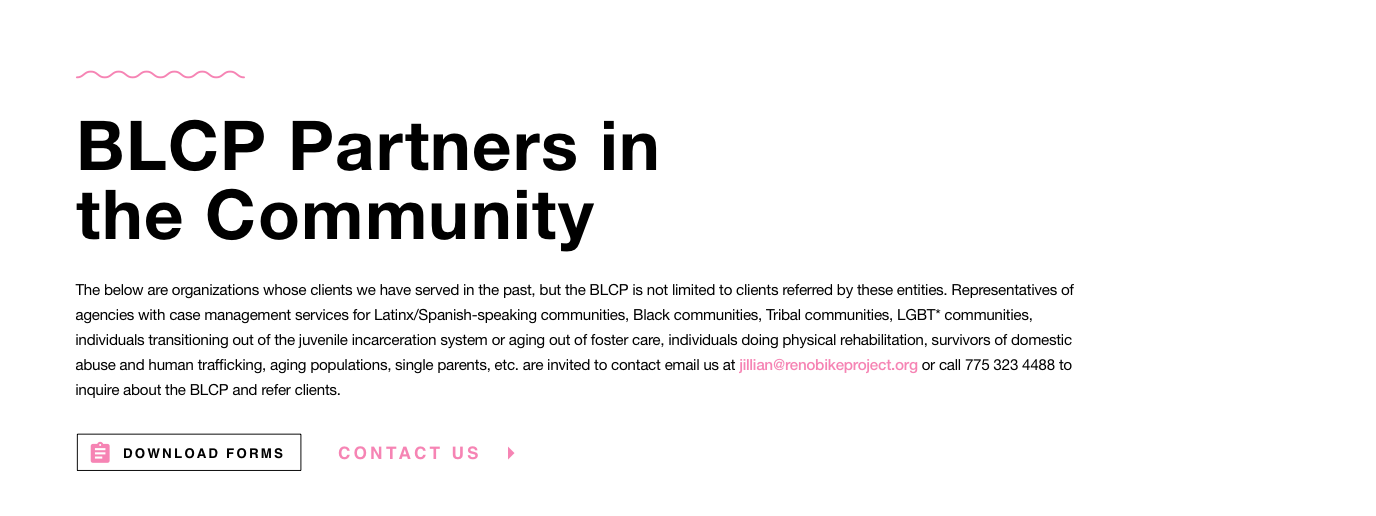 BLCP Partners in
the Community
The below are organizations whose clients we have served in the past, but the BLCP is not limited to clients referred by these entities. Representatives of
agencies with case management services for Latinx/Spanish-speaking communities, Black communities, Tribal communities, LGBT* communities,
individuals transitioning out of the juvenile incarceration system or aging out of foster care, individuals doing physical rehabilitation, survivors of domestic
abuse and human trafficking, aging populations, single parents, etc. are invited to contact email us at jillian@renobikeproject.org or call 775 323 4488 to
inquire about the BLCP and refer clients.
DOWNLOAD FORMS CONTACT US